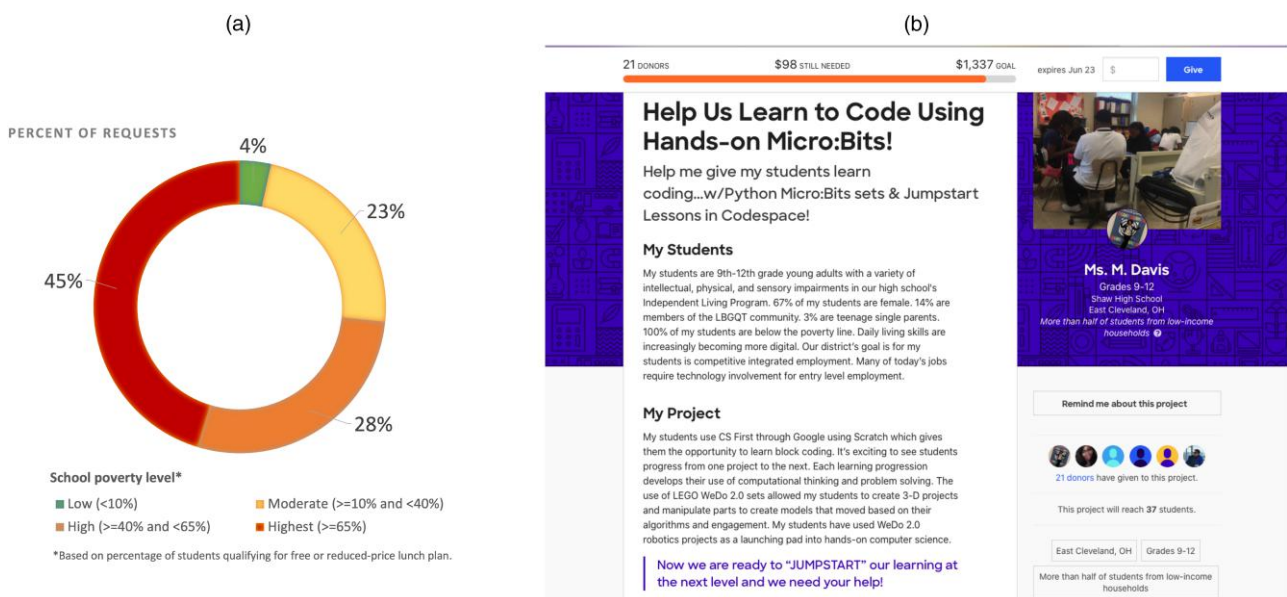 (a)
PERCENT OF REQUESTS
4%
23%
45%
28%
School poverty level*
Low (<10%)
Moderate (>=10% and <40%)
High (>=40% and <65%)
Highest (>=65%)
*Based on percentage of students qualifying for free or reduced-price lunch plan.
(b)
21 DONORS
$98 STILL NEEDED
$1,337 GOAL
expires Jun 23
$
Give
Help Us Learn to Code Using
Hands-on Micro:Bits!
Help me give my students learn
coding...w/Python Micro:Bits sets & Jumpstart
Lessons in Codespace!
My Students
My students are 9th-12th grade young adults with a variety of
intellectual, physical, and sensory impairments in our high school's
Independent Living Program. 67% of my students are female. 14% are
members of the LBGQT community. 3% are teenage single parents.
100% of my students are below the poverty line. Daily living skills are
increasingly becoming more digital. Our district's goal is for my
students is competitive integrated employment. Many of today's jobs
require technology involvement for entry level employment.
My Project
My students use CS First through Google using Scratch which gives
them the opportunity to learn block coding. It's exciting to see students
progress from one project to the next. Each learning progression
develops their use of computational thinking and problem solving. The
use of LEGO WeDo 2.0 sets allowed my students to create 3-D projects
and manipulate parts to create models that moved based on their
algorithms and engagement. My students have used WeDo 2.0
robotics projects as a launching pad into hands-on computer science.
Now we are ready to "JUMPSTART" our learning at
the next level and we need your help!
Ms. M. Davis
Grades 9-12
Shaw High School
East Cleveland, OH
More than half of students from low-income
households ?
Remind me about this project
21 donors have given to this project.
This project will reach 37 students.
East Cleveland, OH
Grades 9-12
More than half of students from low-income
households